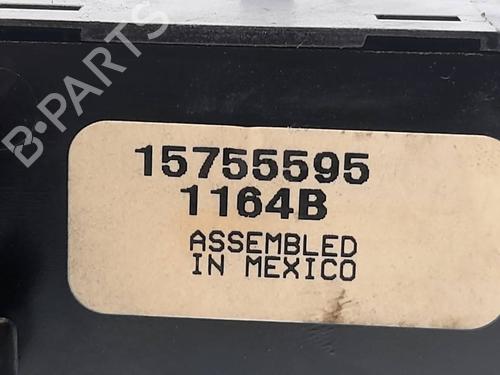 B-PARTS
15755595
1164B
ASSEMBLED
IN MEXICO